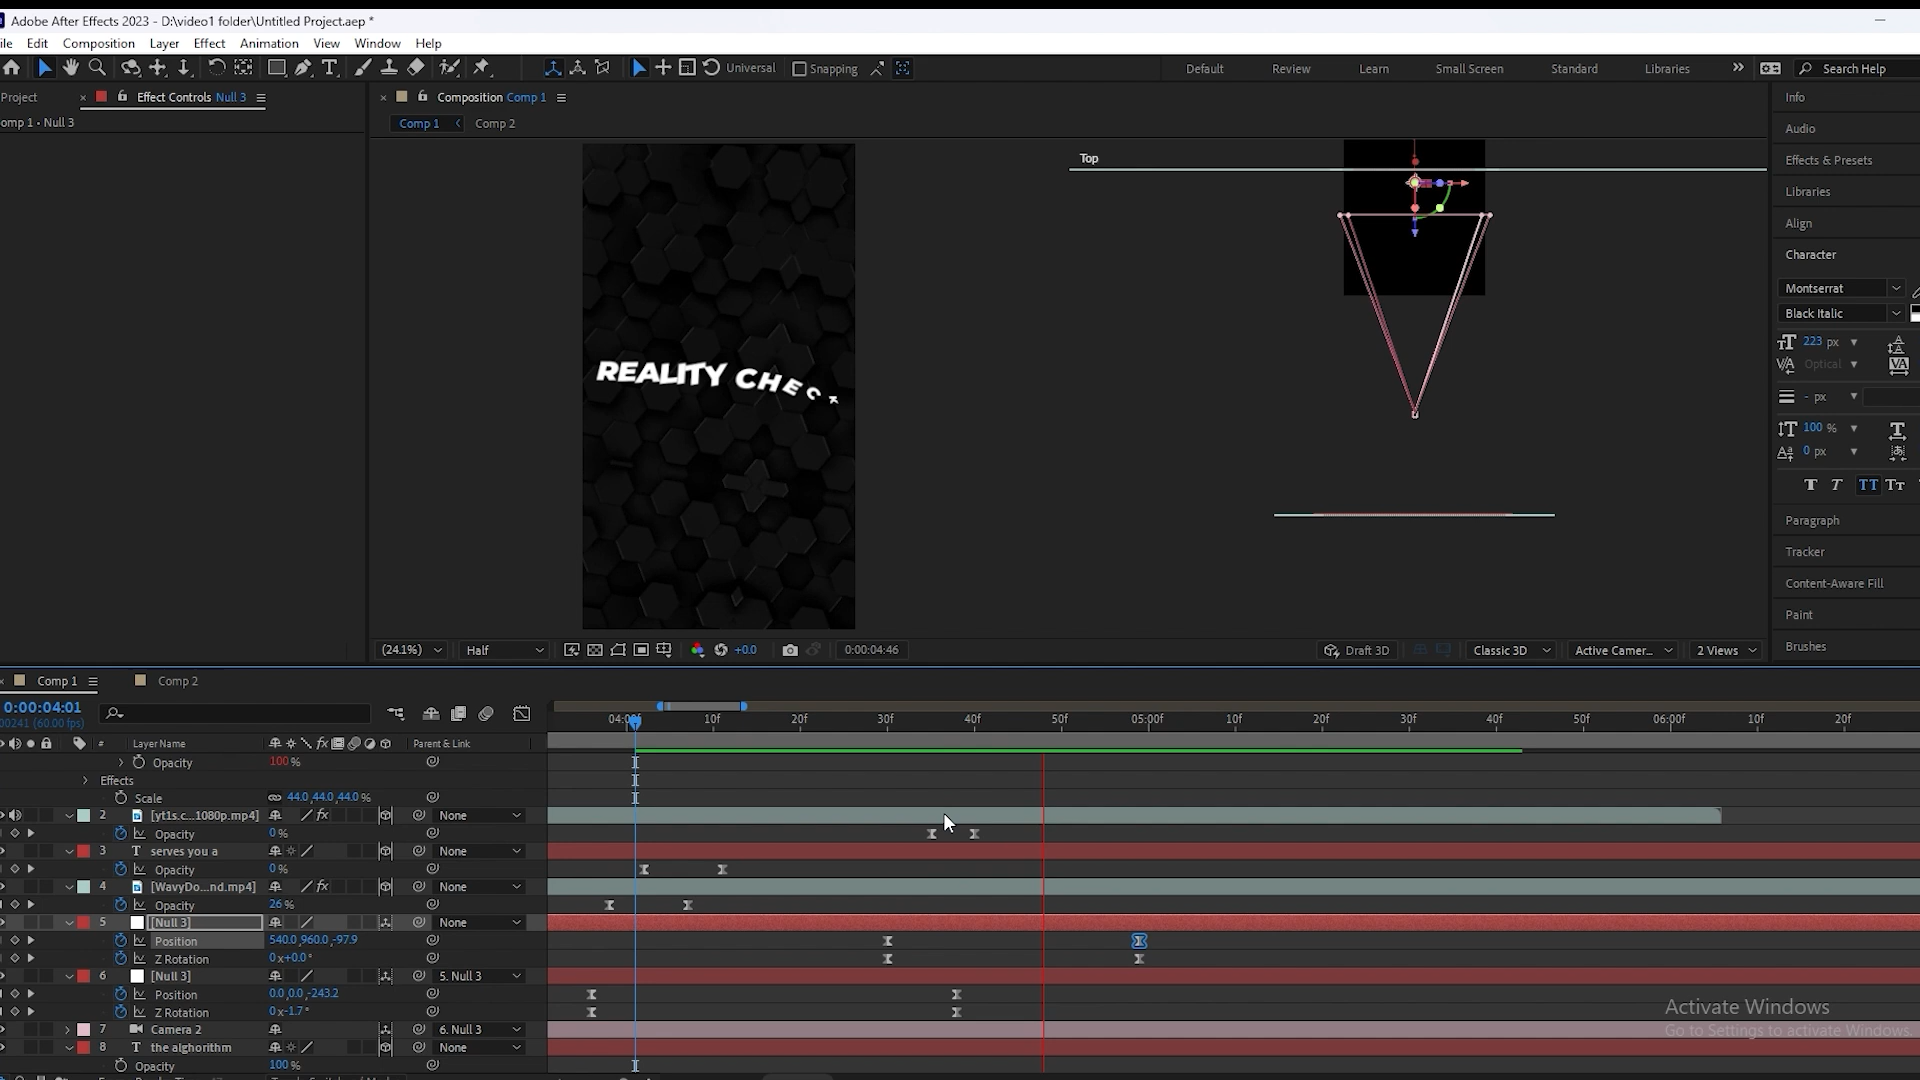 Adobe After Effects 2023 - D:\video1 folder\Untitled Project.aep *
ile Edit Composition Layer Effect Animation View Window Help
Universal Snapping Default Review Learn Small Screen Standard Libraries Search Help
Project Effect Controls Null 3 Composition Comp 1 Info
omp 1 • Null 3 Comp 1 Comp 2
Audio
Top
Effects & Presets
Libraries
Align
Character
Montserrat
Black Italic
223 px
Optical
REALITY CHECK
- px
100 %
0 px
Paragraph
Tracker
Content-Aware Fill
Paint
Brushes
(24.1%) Half +0.0 0:00:04:46 Draft 3D Classic 3D Active Camer... 2 Views
Comp 1 Comp 2
0:00:04:01
00241 (60.00 fps)
04:00f 10f 20f 30f 40f 50f 05:00f 10f 20f 30f 40f 50f 06:00f 10f 20f
# Layer Name Parent & Link
Opacity 100 %
Effects
Scale 44.0,44.0,44.0 %
2 [yt1s.c...1080p.mp4] None
Opacity 0 %
3 T serves you a None
Opacity 0 %
4 [WavyDo...nd.mp4] None
Opacity 26 %
5 [Null 3] None
Position 540.0,960.0,-97.9
Z Rotation 0x+0.0°
6 [Null 3] 5. Null 3
Position 0.0,0.0,-243.2
Z Rotation 0x-1.7°
7 Camera 2 6. Null 3
8 T the alghorithm None
Opacity 100 %
Activate Windows
Go to Settings to activate Windows.